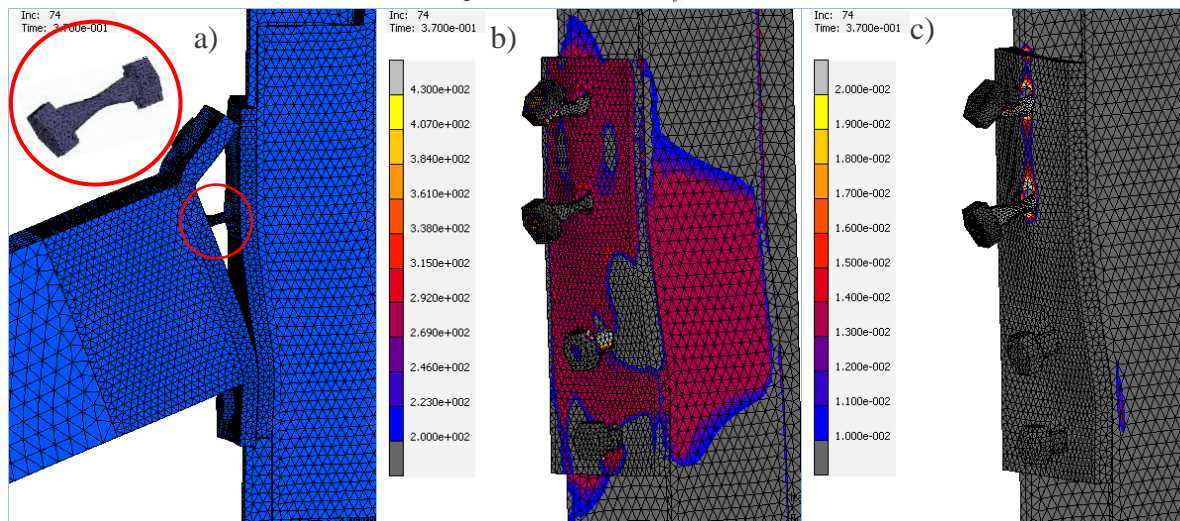 Inc: 74
Time: 3.700e-001
a)
Inc: 74
Time: 3.700e-001
b)
4.300e+002
4.070e+002
3.840e+002
3.610e+002
3.380e+002
3.150e+002
2.920e+002
2.690e+002
2.460e+002
2.230e+002
2.000e+002
Inc: 74
Time: 3.700e-001
c)
2.000e-002
1.900e-002
1.800e-002
1.700e-002
1.600e-002
1.500e-002
1.400e-002
1.300e-002
1.200e-002
1.100e-002
1.000e-002